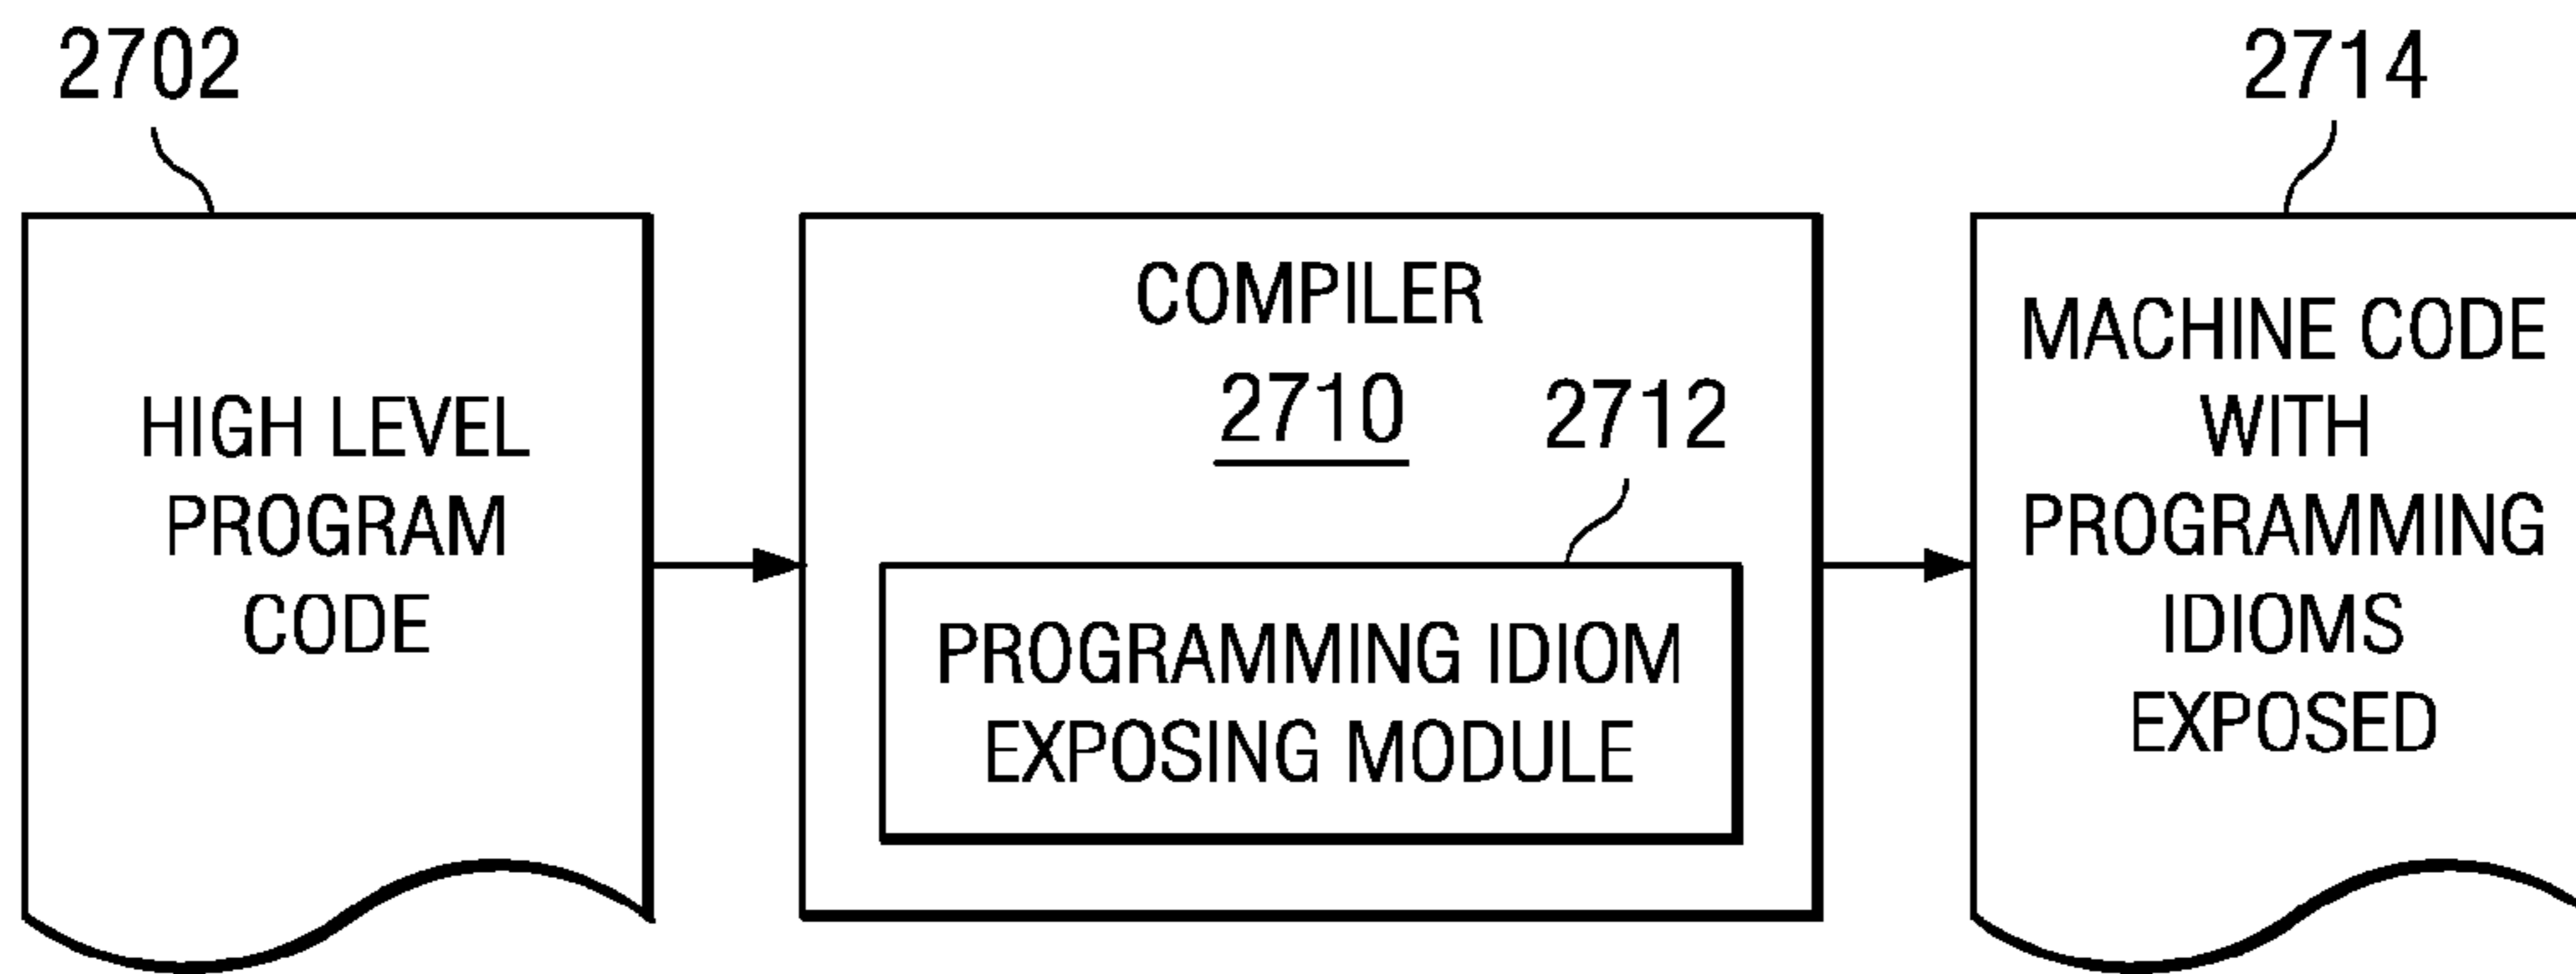 2702
HIGH LEVEL
PROGRAM
CODE
COMPILER
2710
2712
PROGRAMMING IDIOM
EXPOSING MODULE
2714
MACHINE CODE
WITH
PROGRAMMING
IDIOMS
EXPOSED